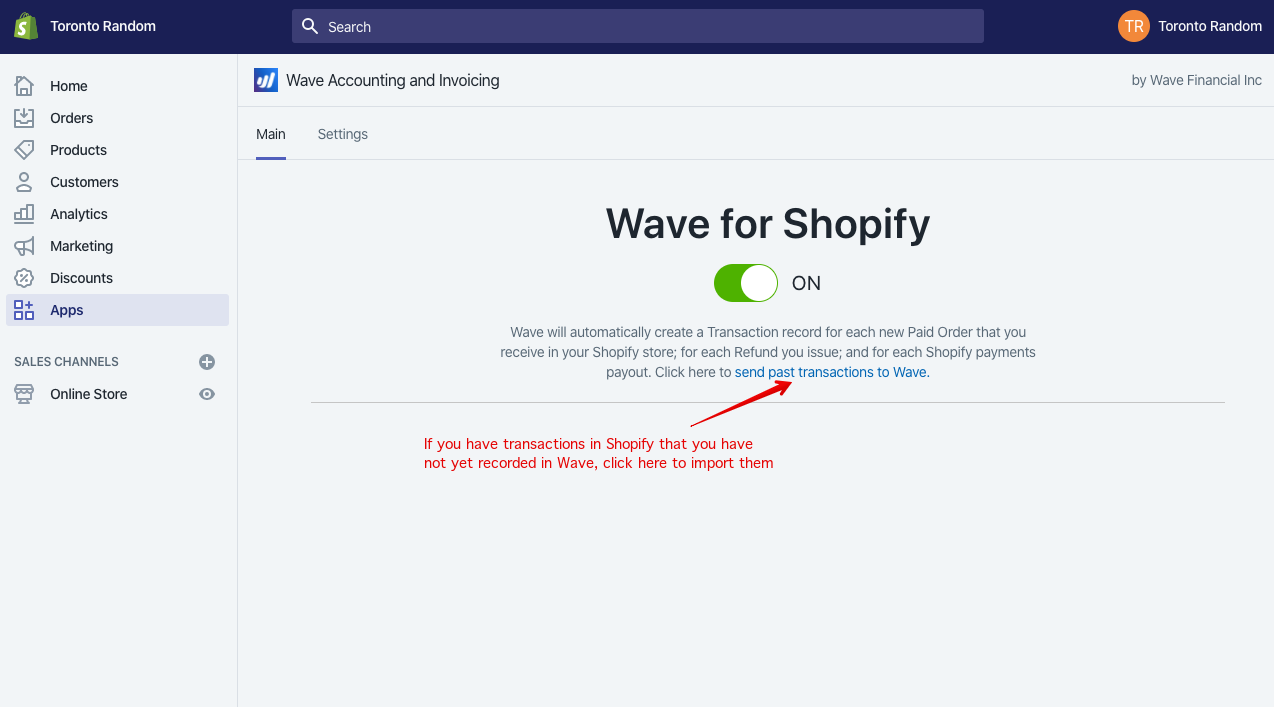 Toronto Random
Search
TR
Toronto Random
Home
Orders
Products
Customers
Analytics
Marketing
Discounts
Apps
SALES CHANNELS
Online Store
Wave Accounting and Invoicing
by Wave Financial Inc
Main
Settings
Wave for Shopify
ON
Wave will automatically create a Transaction record for each new Paid Order that you
receive in your Shopify store; for each Refund you issue; and for each Shopify payments
payout. Click here to send past transactions to Wave.
If you have transactions in Shopify that you have
not yet recorded in Wave, click here to import them